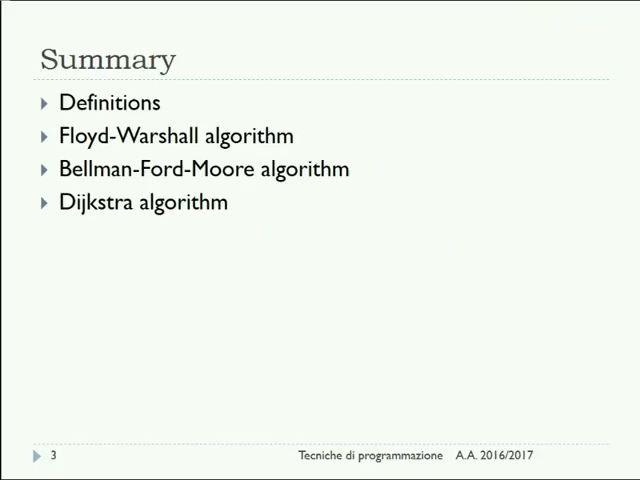 Summary
Definitions
Floyd-Warshall algorithm
Bellman-Ford-Moore algorithm
Dijkstra algorithm
3 Tecniche di programmazione A.A. 2016/2017